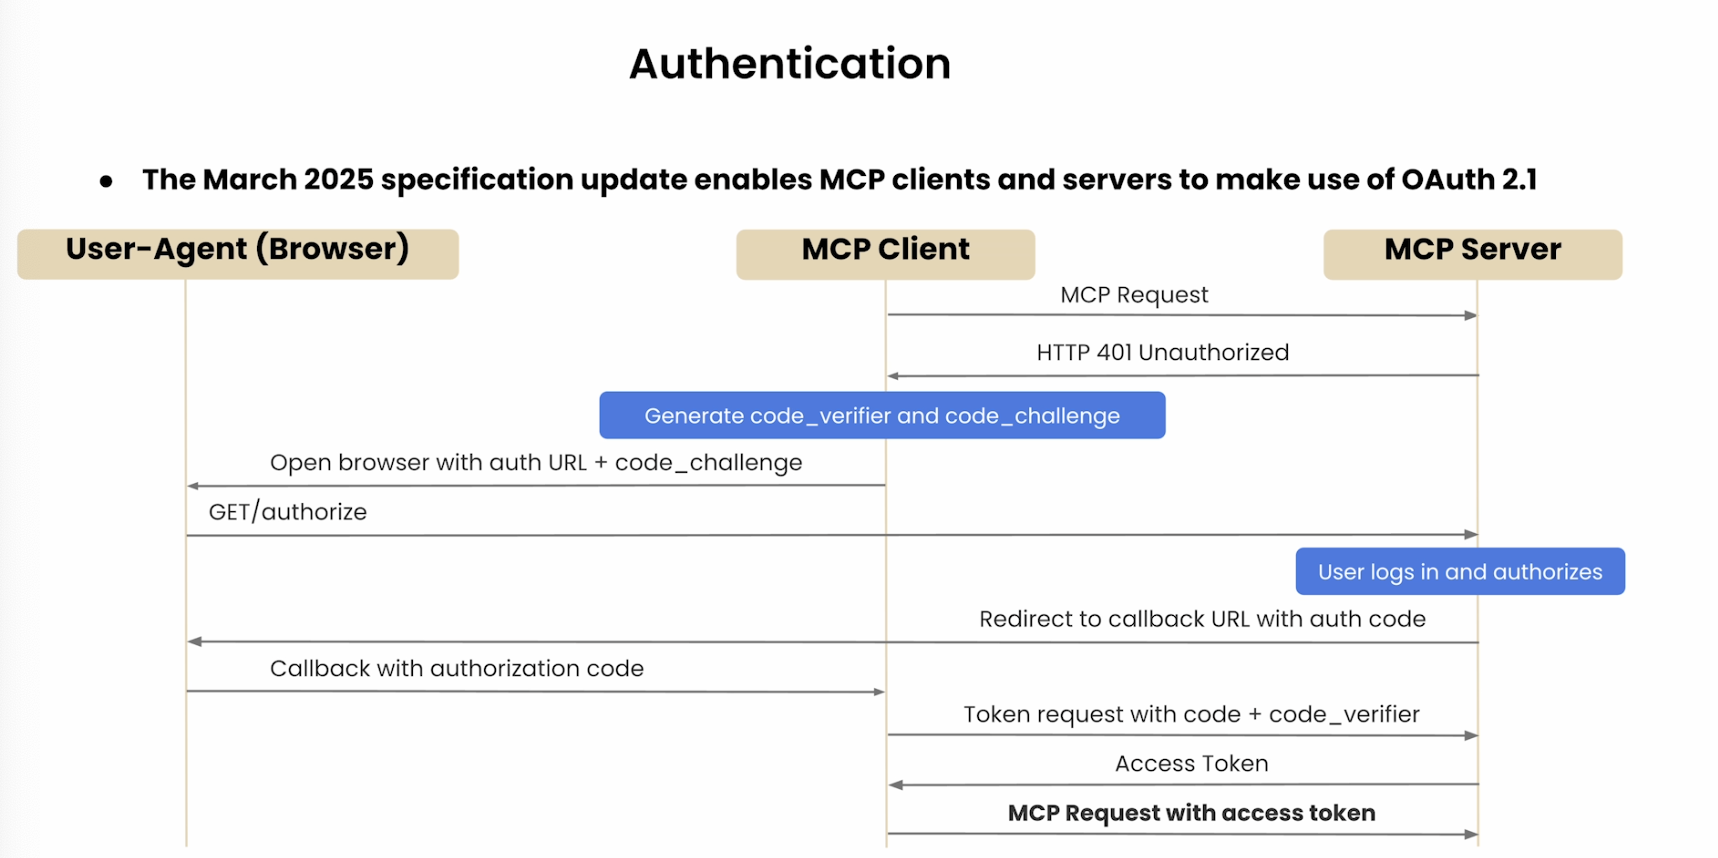 Authentication
● The March 2025 specification update enables MCP clients and servers to make use of OAuth 2.1
User-Agent (Browser)
MCP Client
MCP Server
MCP Request
HTTP 401 Unauthorized
Generate code_verifier and code_challenge
Open browser with auth URL + code_challenge
GET/authorize
User logs in and authorizes
Redirect to callback URL with auth code
Callback with authorization code
Token request with code + code_verifier
Access Token
MCP Request with access token